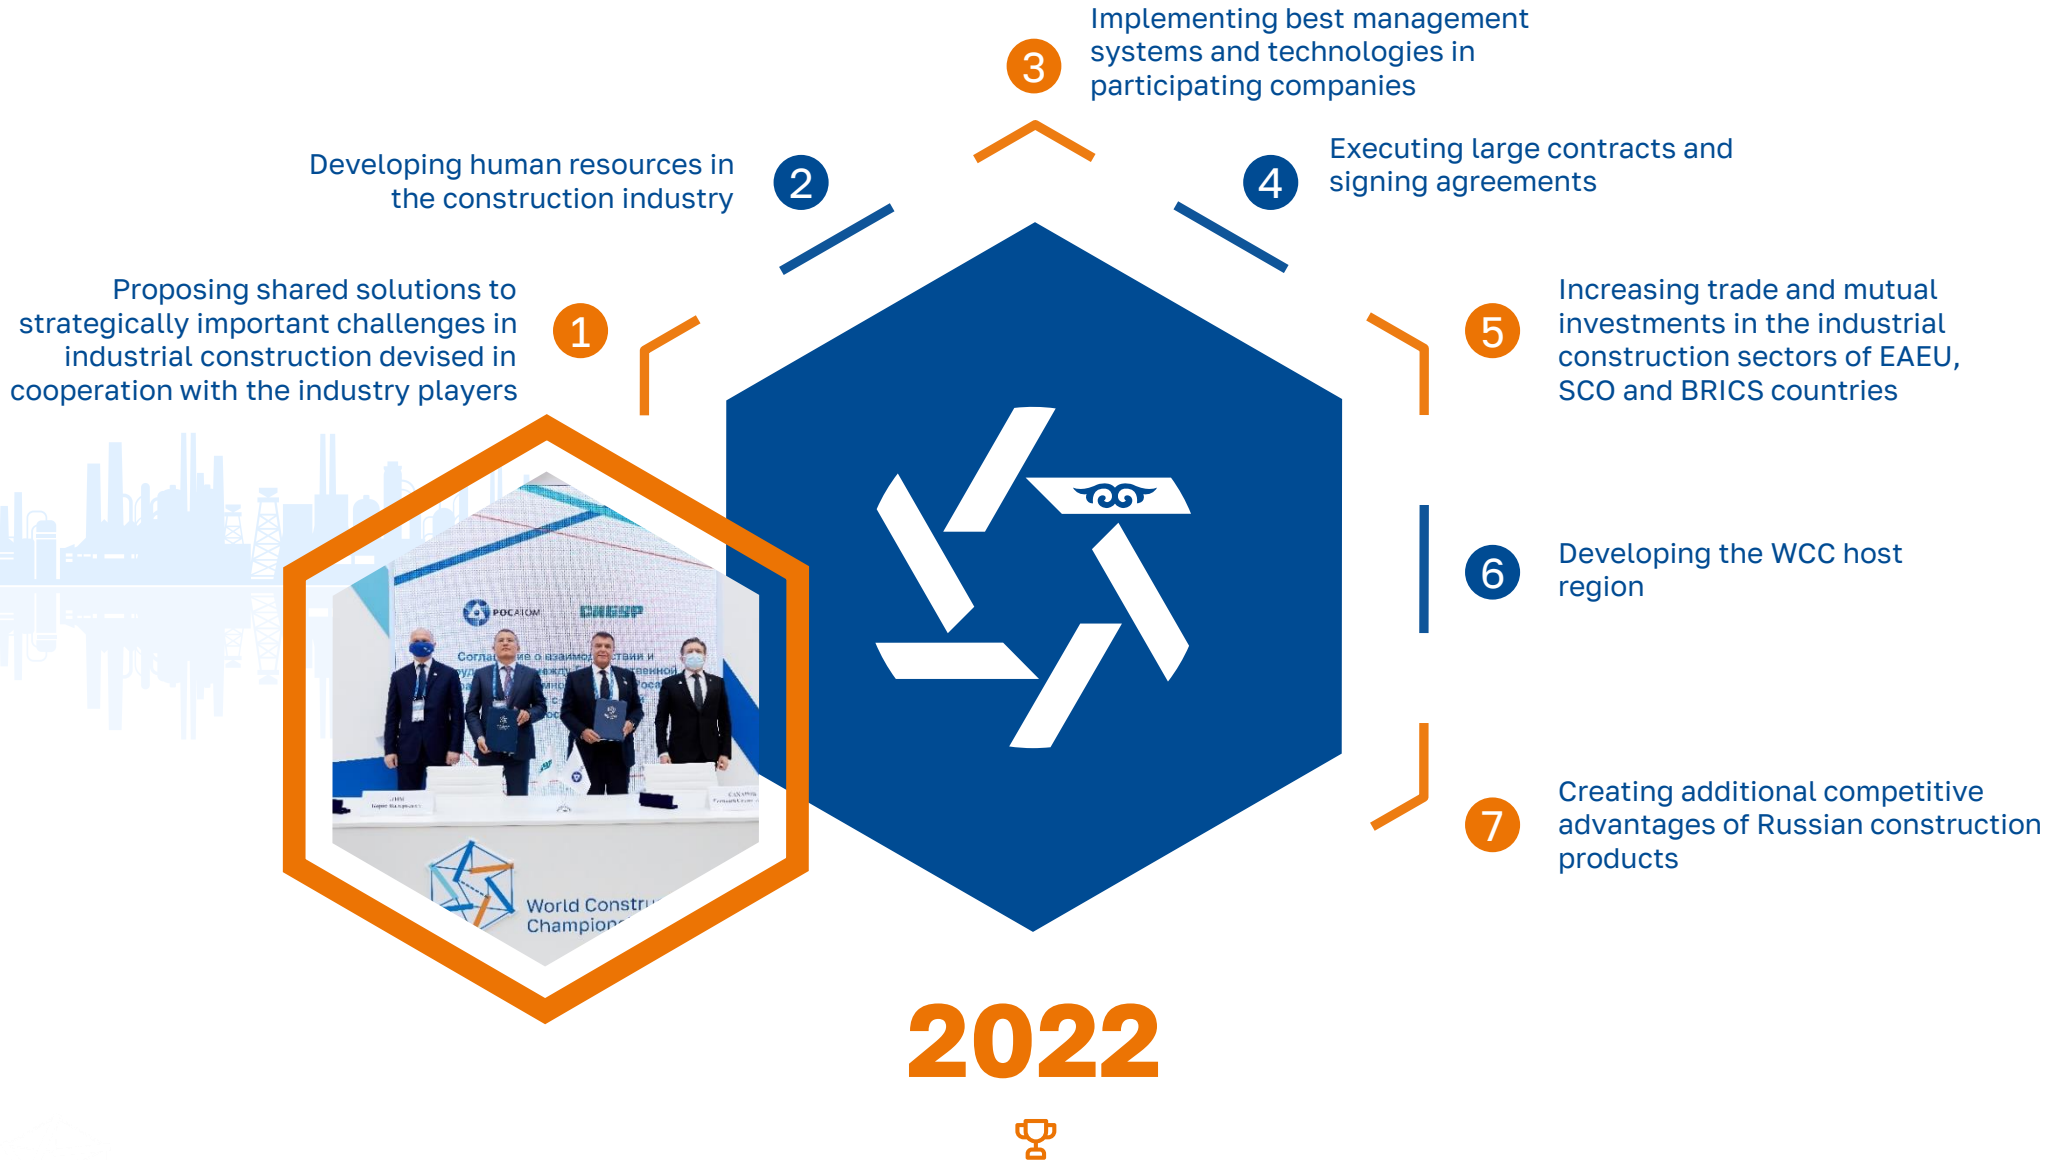 3
Implementing best management
systems and technologies in
participating companies
2
Developing human resources in
the construction industry
4
Executing large contracts and
signing agreements
1
Proposing shared solutions to
strategically important challenges in
industrial construction devised in
cooperation with the industry players
5
Increasing trade and mutual
investments in the industrial
construction sectors of EAEU,
SCO and BRICS countries
6
Developing the WCC host
region
7
Creating additional competitive
advantages of Russian construction
products
РОСАТОМ
СИБУР
о взаимо
и
World Constru
Champion
2022